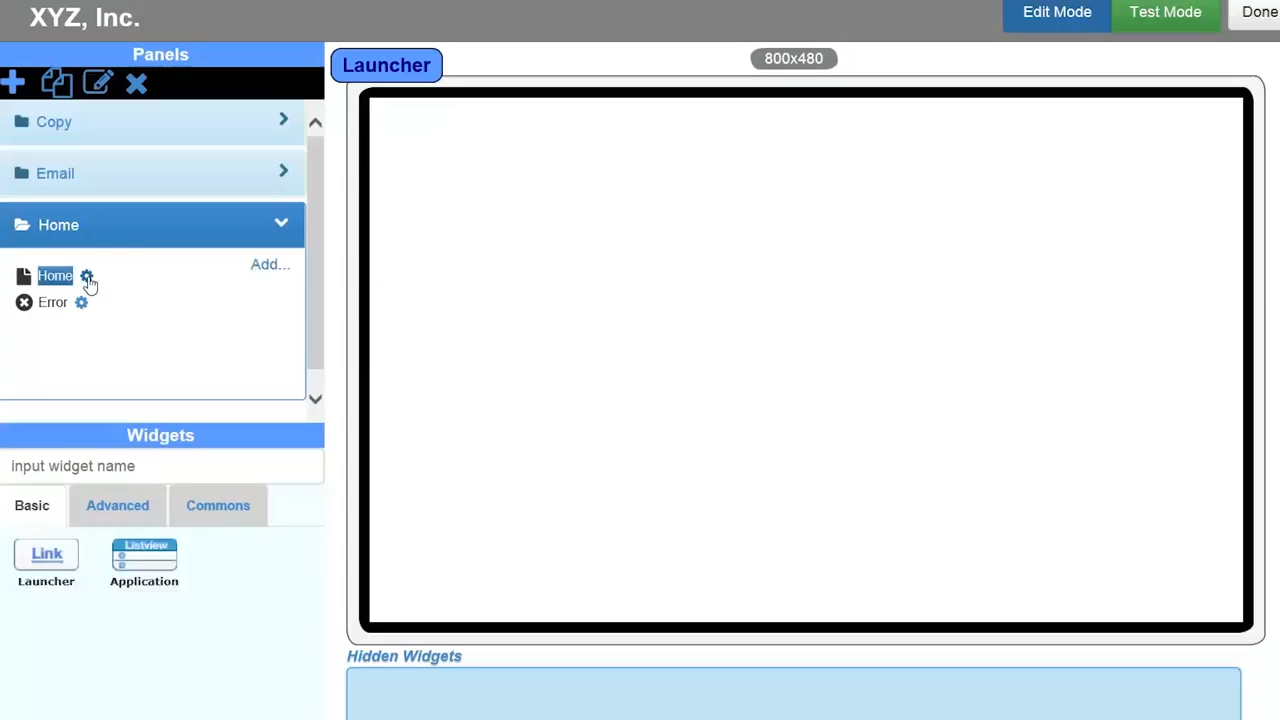 XYZ, Inc.
Edit Mode
Test Mode
Done
Panels
Launcher
800x480
Copy
Email
Home
Add...
Home
Error
Widgets
input widget name
Basic
Advanced
Commons
Link
Listview
Launcher
Application
Hidden Widgets